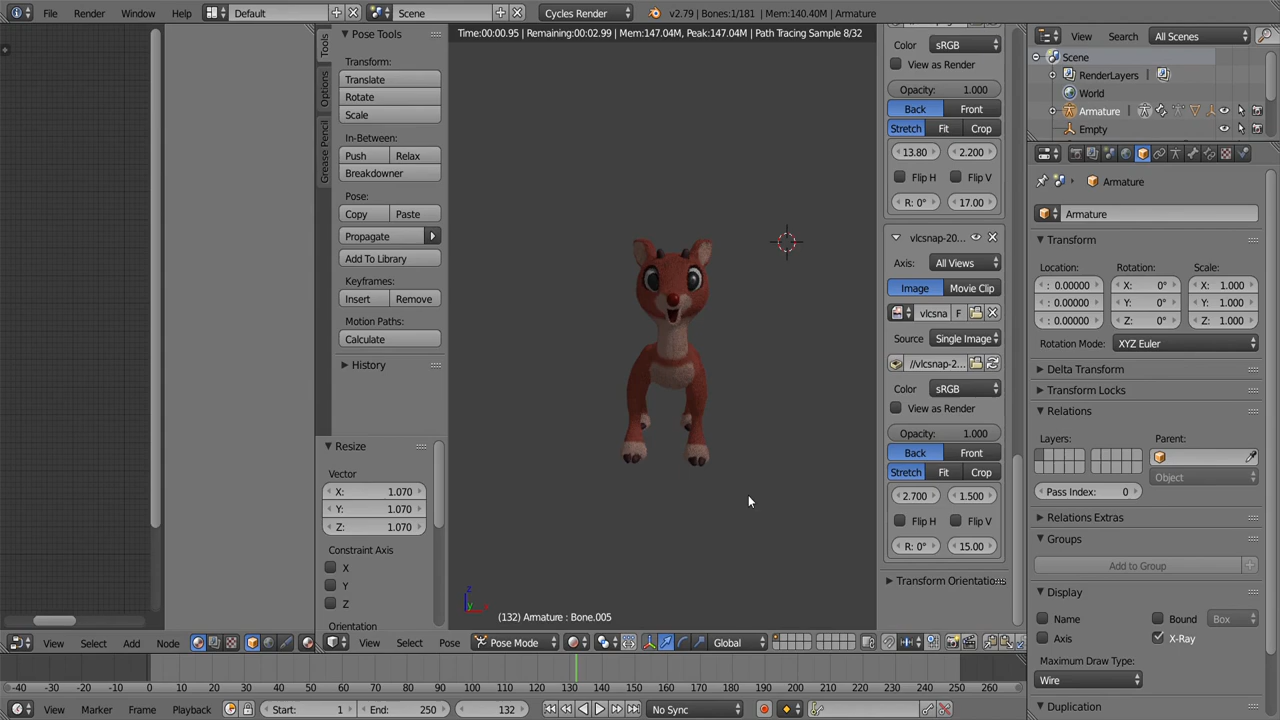 File Render Window Help Default Scene Cycles Render v2.79 | Bones:1/181 | Mem:140.40M | Armature
Time:00:00.95 | Remaining:00:02.99 | Mem:147.04M, Peak:147.04M | Path Tracing Sample 8/32
Tools
Options
Grease Pencil
Pose Tools
Transform:
Translate
Rotate
Scale
In-Between:
Push Relax
Breakdowner
Pose:
Copy Paste
Propagate
Add To Library
Keyframes:
Insert Remove
Motion Paths:
Calculate
History
Resize
Vector
X: 1.070
Y: 1.070
Z: 1.070
Constraint Axis
X
Y
Z
Orientation
(132) Armature : Bone.005
z
y
Color sRGB
View as Render
Opacity: 1.000
Back Front
Stretch Fit Crop
13.80 2.200
Flip H Flip V
R: 0° 17.00
vlcsnap-20...
Axis: All Views
Image Movie Clip
vlcsna F
Source Single Image
//vlcsnap-2...
Color sRGB
View as Render
Opacity: 1.000
Back Front
Stretch Fit Crop
2.700 1.500
Flip H Flip V
R: 0° 15.00
Transform Orientatio...
View Search All Scenes
Scene
RenderLayers
World
Armature
Empty
Armature
Armature
Transform
Location: Rotation: Scale:
: 0.00000 X: 0° X: 1.000
: 0.00000 Y: 0° Y: 1.000
: 0.00000 Z: 0° Z: 1.000
Rotation Mode: XYZ Euler
Delta Transform
Transform Locks
Relations
Layers: Parent:
Object
Pass Index: 0
Relations Extras
Groups
Add to Group
Display
Name Bound Box
Axis X-Ray
Maximum Draw Type:
Wire
Duplication
View Select Add Node
View Select Pose Pose Mode Global
-40 -30 -20 -10 0 10 20 30 40 50 60 70 80 90 100 110 120 130 140 150 160 170 180 190 200 210 220 230 240 250 260
View Marker Frame Playback Start: 1 End: 250 132 No Sync